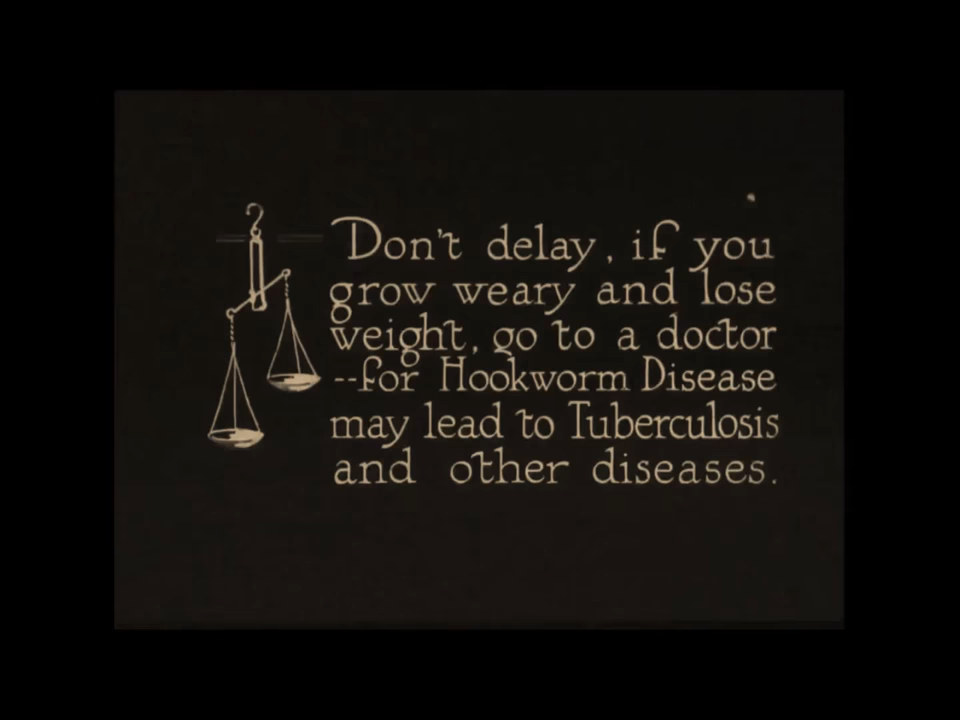 Don't delay, if you
grow weary and lose
weight, go to a doctor
--for Hookworm Disease
may lead to Tuberculosis
and other diseases.